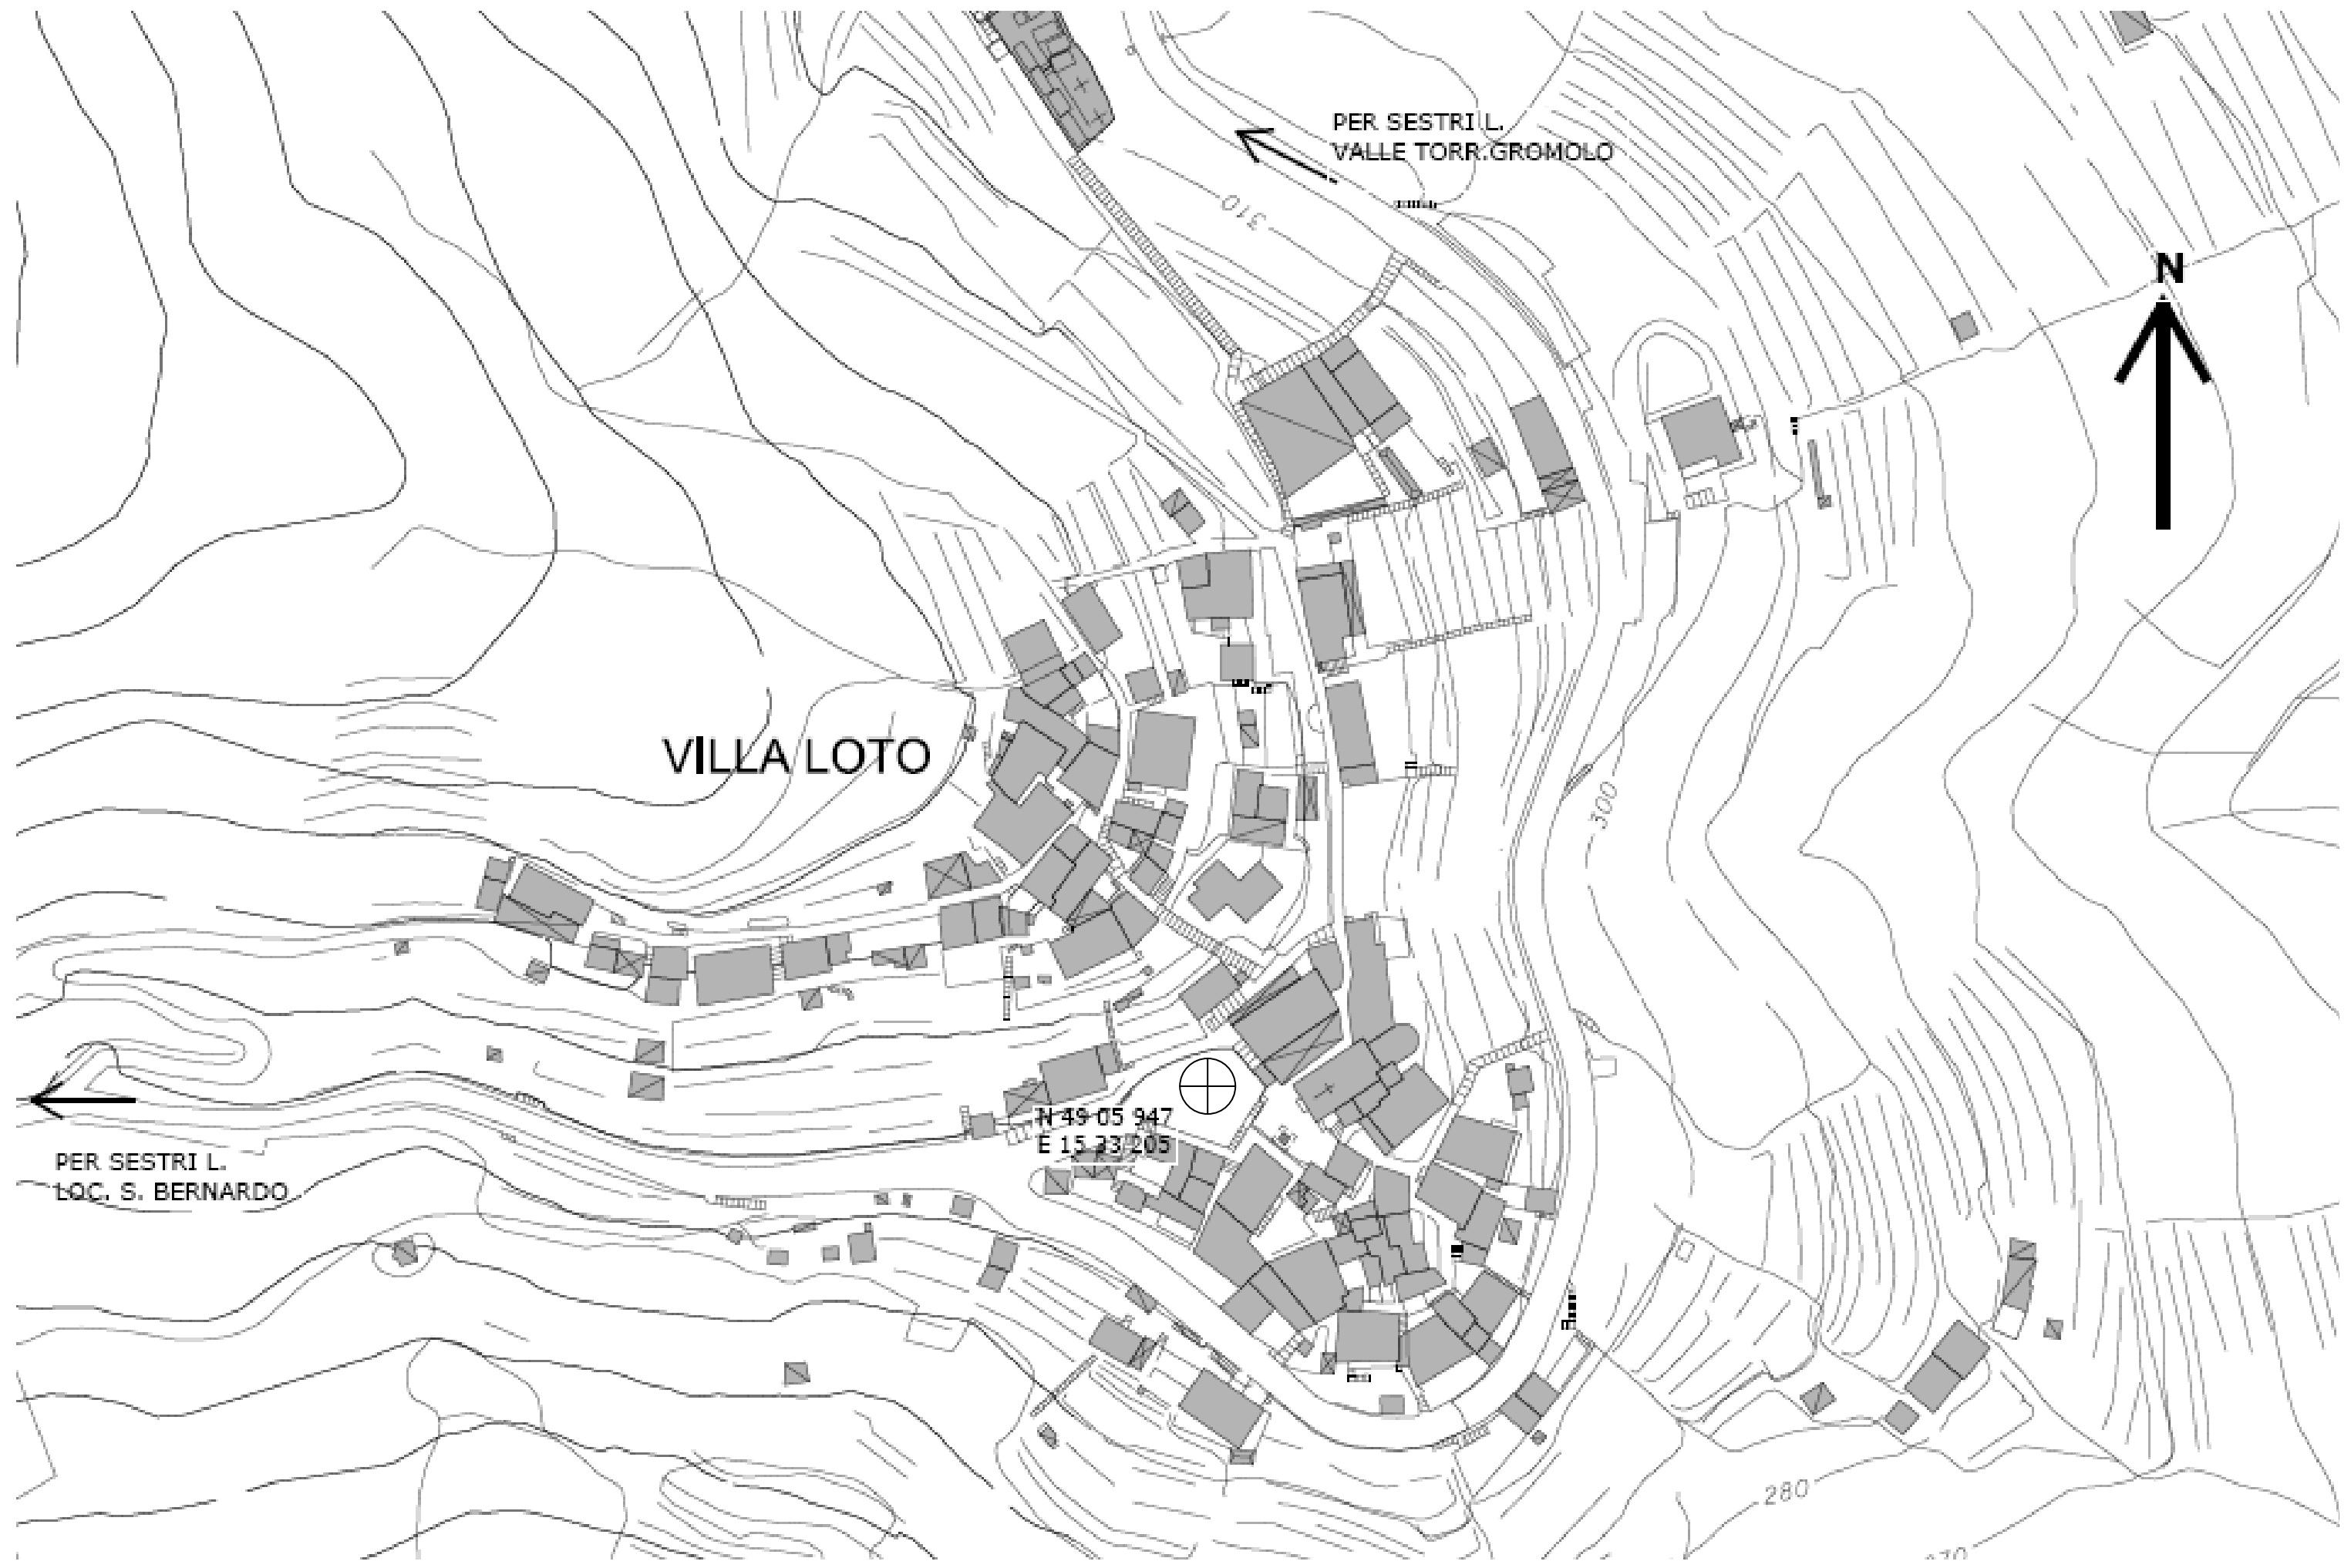 PER SESTRI L.
VALLE TORR.GROMOLO
310
N
VILLA LOTO
300
N 49 05 947
E 15 33 205
PER SESTRI L.
LOC. S. BERNARDO
280